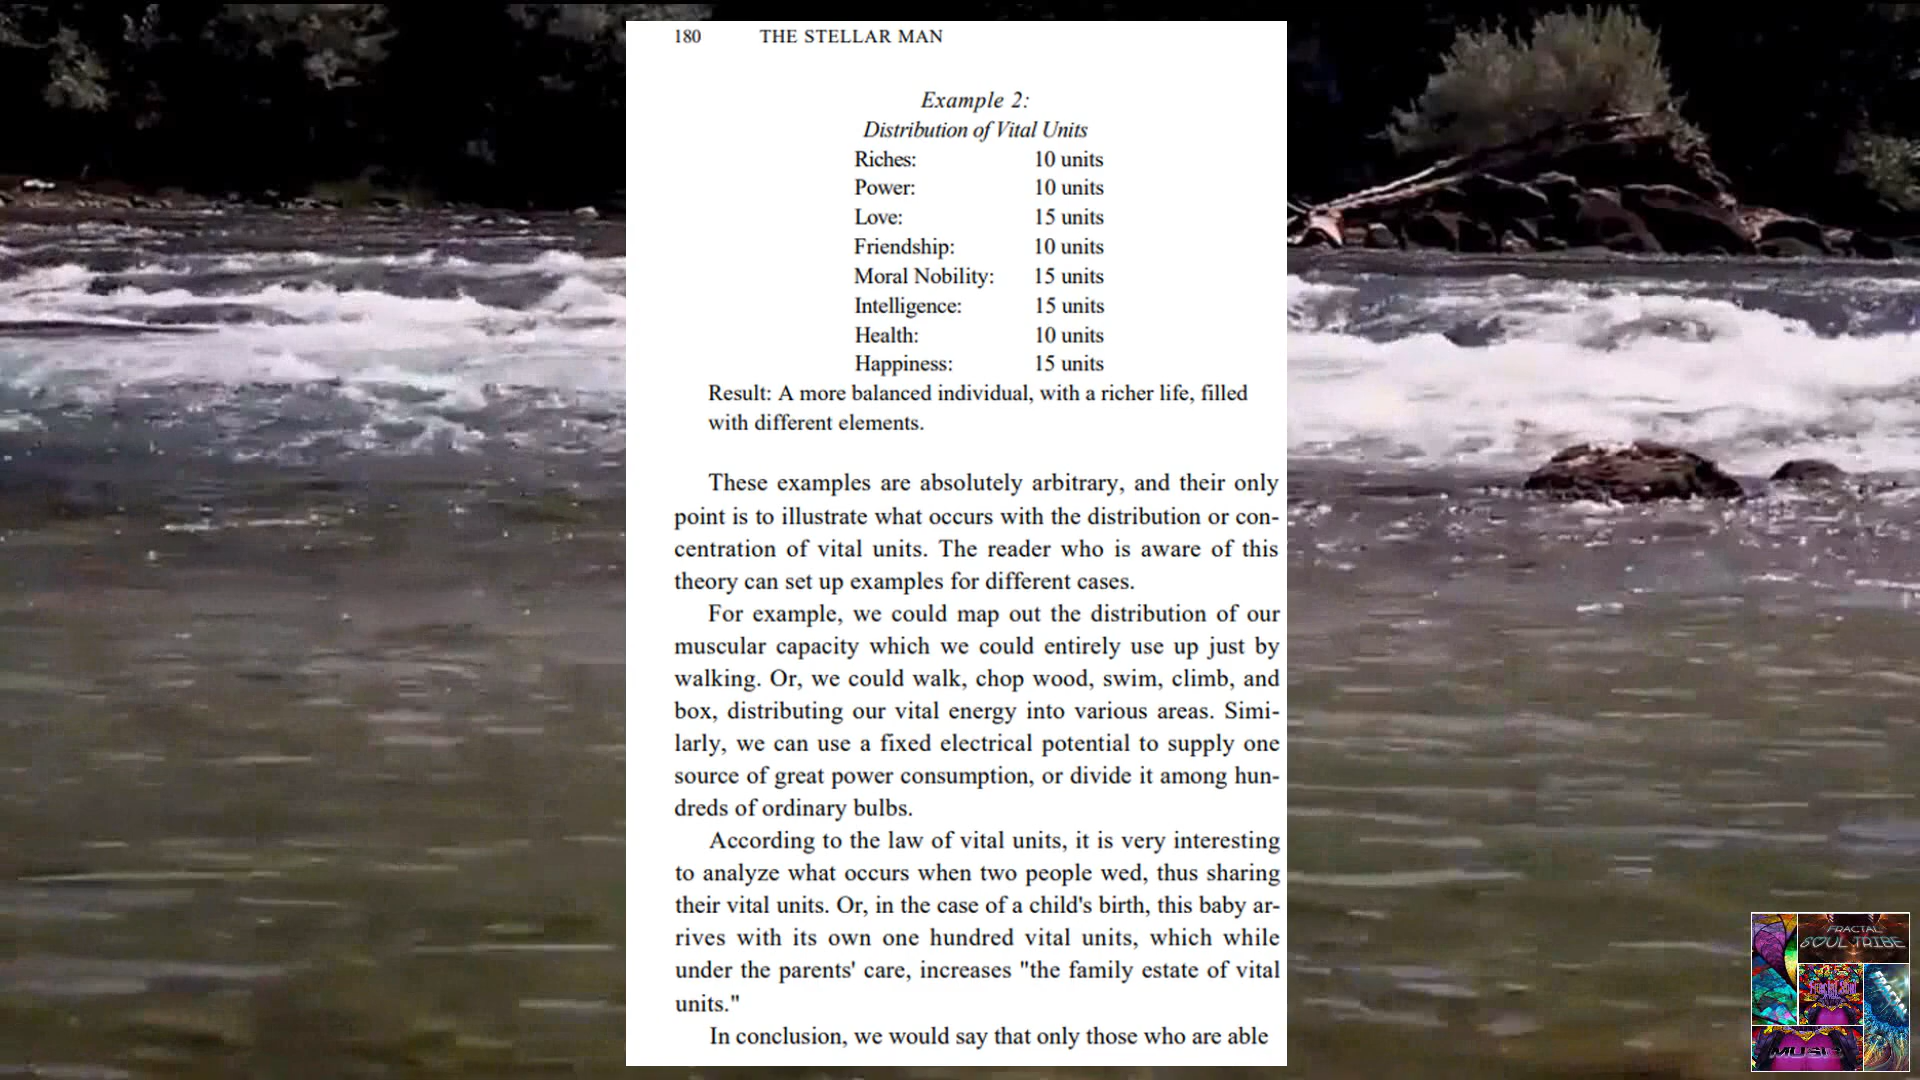 180 THE STELLAR MAN
Example 2:
Distribution of Vital Units
Riches: 10 units
Power: 10 units
Love: 15 units
Friendship: 10 units
Moral Nobility: 15 units
Intelligence: 15 units
Health: 10 units
Happiness: 15 units
Result: A more balanced individual, with a richer life, filled
with different elements.
These examples are absolutely arbitrary, and their only
point is to illustrate what occurs with the distribution or con-
centration of vital units. The reader who is aware of this
theory can set up examples for different cases.
For example, we could map out the distribution of our
muscular capacity which we could entirely use up just by
walking. Or, we could walk, chop wood, swim, climb, and
box, distributing our vital energy into various areas. Simi-
larly, we can use a fixed electrical potential to supply one
source of great power consumption, or divide it among hun-
dreds of ordinary bulbs.
According to the law of vital units, it is very interesting
to analyze what occurs when two people wed, thus sharing
their vital units. Or, in the case of a child's birth, this baby ar-
rives with its own one hundred vital units, which while
under the parents' care, increases "the family estate of vital
units."
In conclusion, we would say that only those who are able
FRACTAL
SOUL TRIBE
Fractal Soul
MUSIC